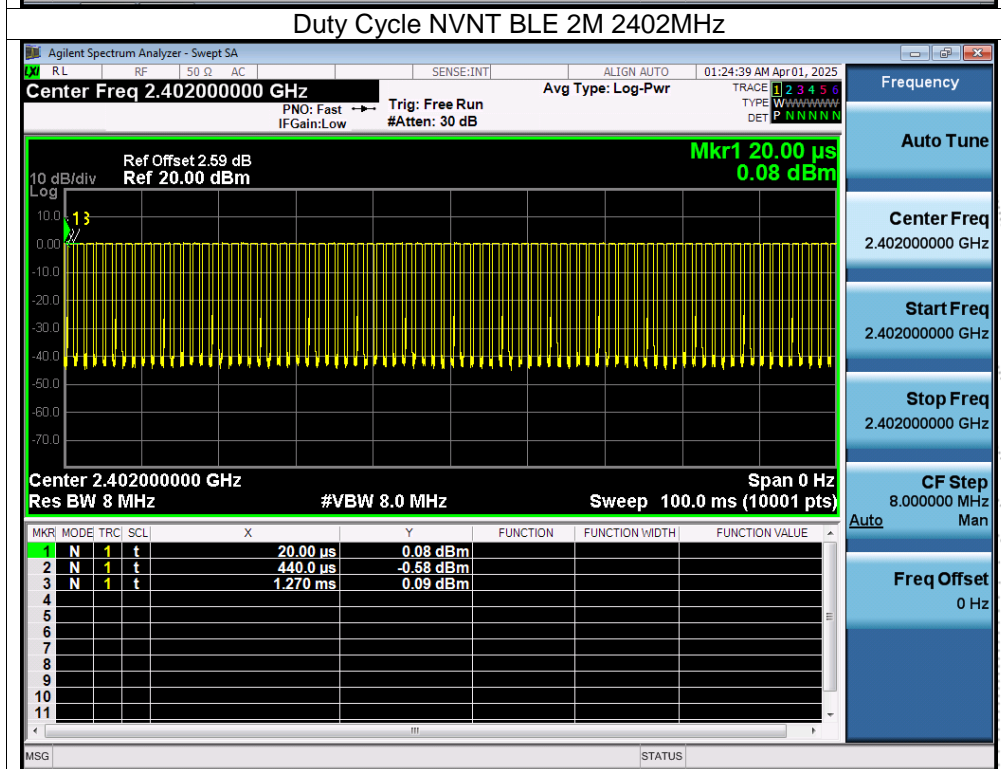 Duty Cycle NVNT BLE 2M 2402MHz
Agilent Spectrum Analyzer - Swept SA
LXI RL RF 50 Ω AC SENSE:INT ALIGN AUTO 01:24:39 AM Apr 01, 2025
Center Freq 2.402000000 GHz
PNO: Fast
IFGain:Low
Trig: Free Run
#Atten: 30 dB
Avg Type: Log-Pwr
TRACE 1 2 3 4 5 6
TYPE WWWWWW
DET P N N N N N
Frequency
Auto Tune
Center Freq
2.402000000 GHz
Start Freq
2.402000000 GHz
Stop Freq
2.402000000 GHz
CF Step
8.000000 MHz
Auto Man
Freq Offset
0 Hz
Mkr1 20.00 µs
0.08 dBm
Ref Offset 2.59 dB
10 dB/div Ref 20.00 dBm
Log
10.0
0.00
-10.0
-20.0
-30.0
-40.0
-50.0
-60.0
-70.0
1 3
Center 2.402000000 GHz Span 0 Hz
Res BW 8 MHz #VBW 8.0 MHz Sweep 100.0 ms (10001 pts)
MKR MODE TRC SCL X Y FUNCTION FUNCTION WIDTH FUNCTION VALUE
1 N 1 t 20.00 µs 0.08 dBm
2 N 1 t 440.0 µs -0.58 dBm
3 N 1 t 1.270 ms 0.09 dBm
4
5
6
7
8
9
10
11
MSG STATUS